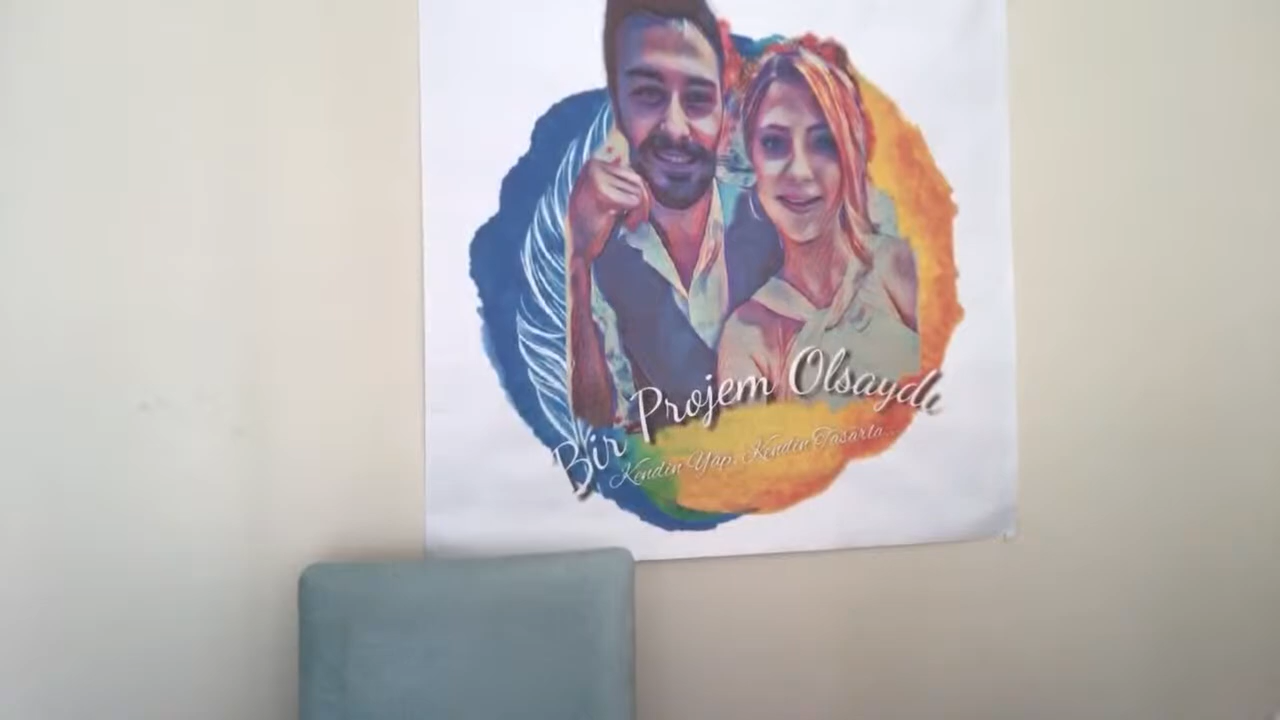 Bir Projem Olsaydı
Kendin Yap, Kendin Tasarla...